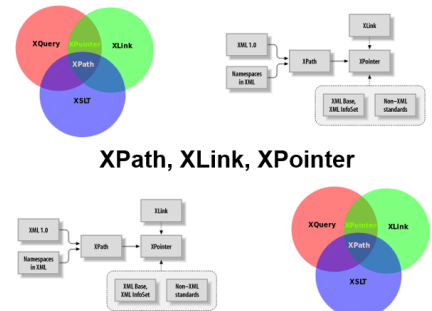 XQuery
XPointer
XLink
XPath
XSLT
XLink
XML 1.0
XPath
XPointer
Namespaces
in XML
XML Base,
XML InfoSet
Non-XML
standards
XPath, XLink, XPointer
XLink
XML 1.0
XPath
XPointer
Namespaces
in XML
XML Base,
XML InfoSet
Non-XML
standards
XQuery
XPointer
XLink
XPath
XSLT